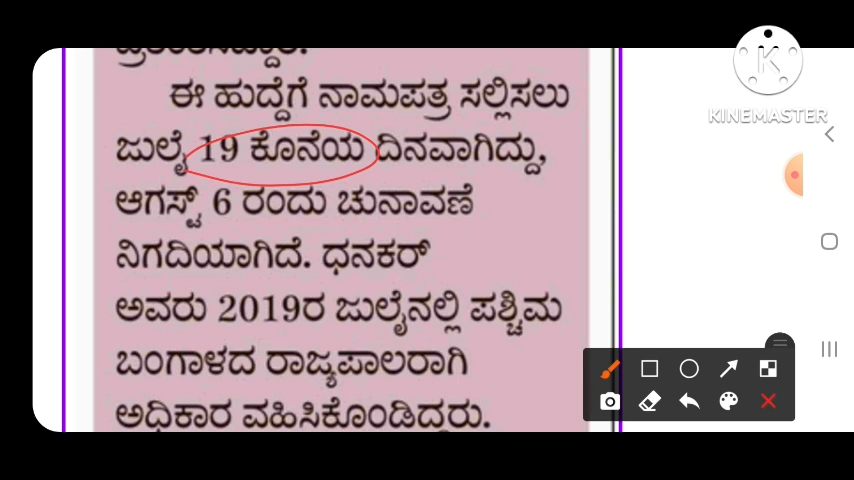 ಈ ಹುದ್ದೆಗೆ ನಾಮಪತ್ರ ಸಲ್ಲಿಸಲು
ಜುಲೈ 19 ಕೊನೆಯ ದಿನವಾಗಿದ್ದು,
ಆಗಸ್ಟ್ 6 ರಂದು ಚುನಾವಣೆ
ನಿಗದಿಯಾಗಿದೆ. ಧನಕರ್
ಅವರು 2019ರ ಜುಲೈನಲ್ಲಿ ಪಶ್ಚಿಮ
ಬಂಗಾಳದ ರಾಜ್ಯಪಾಲರಾಗಿ
ಅಧಿಕಾರ ವಹಿಸಿಕೊಂಡಿದ್ದರು.
K
KINEMASTER